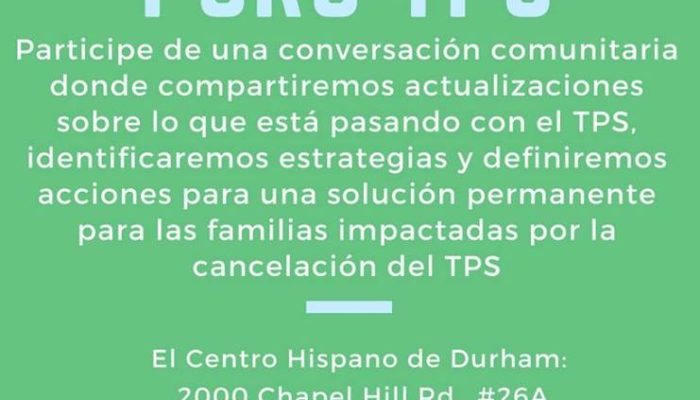 FORO TPS
Participe de una conversación comunitaria
donde compartiremos actualizaciones
sobre lo que está pasando con el TPS,
identificaremos estrategias y definiremos
acciones para una solución permanente
para las familias impactadas por la
cancelación del TPS
El Centro Hispano de Durham:
2000 Chapel Hill Rd., #26A